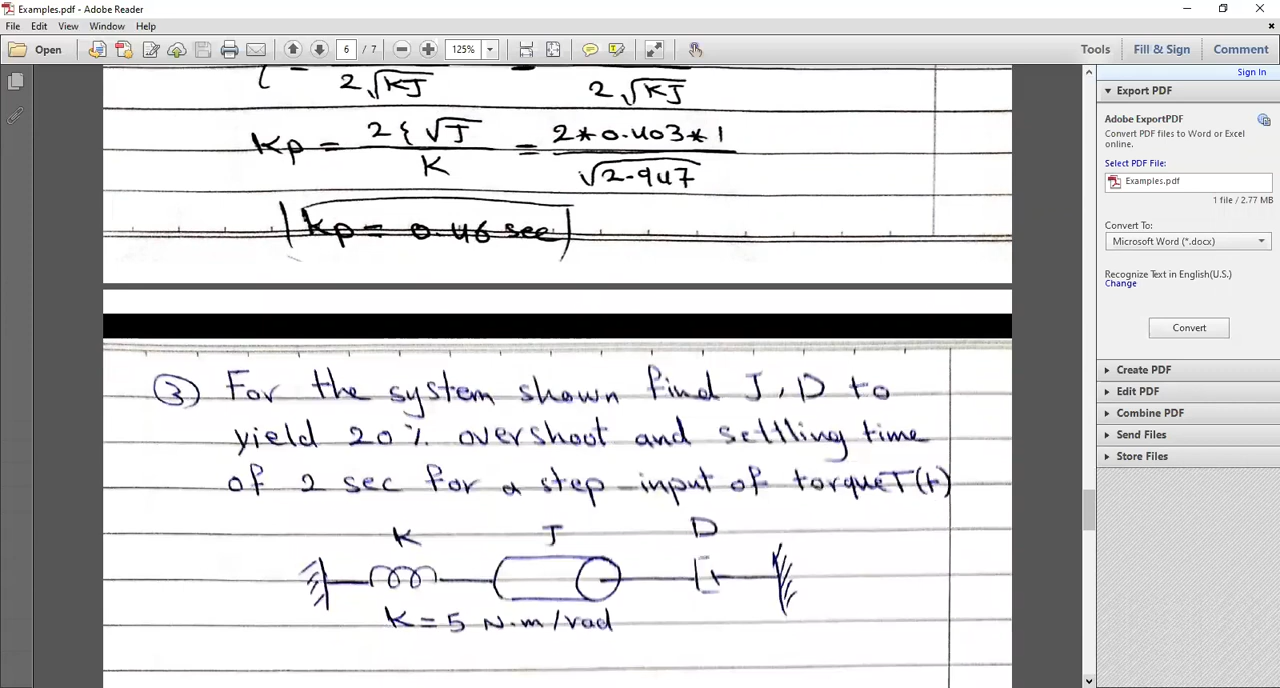 Examples.pdf - Adobe Reader
File Edit View Window Help
Open 6 / 7 125% Tools Fill & Sign Comment
Sign In
2√KJ = 2√KJ
Kp = 2ζ√J / K = 2*0.403*1 / √2.947
Kp = 0.46 sec
③ For the system shown find J, D to
yield 20% overshoot and settling time
of 2 sec for a step input of torque T(t)
K J D
K = 5 N.m/rad
Export PDF
Adobe ExportPDF
Convert PDF files to Word or Excel
online.
Select PDF File:
Examples.pdf
1 file / 2.77 MB
Convert To:
Microsoft Word (*.docx)
Recognize Text in English(U.S.)
Change
Convert
Create PDF
Edit PDF
Combine PDF
Send Files
Store Files